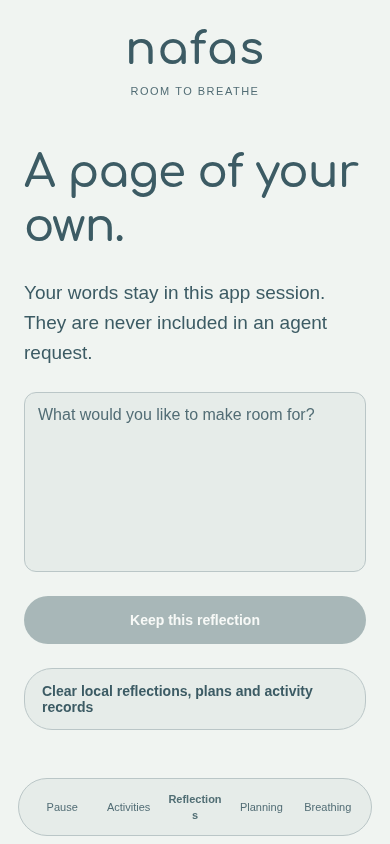 nafas
ROOM TO BREATHE
A page of your
own.
Your words stay in this app session.
They are never included in an agent
request.
What would you like to make room for?
Keep this reflection
Clear local reflections, plans and activity
records
Pause
Activities
Reflection
s
Planning
Breathing